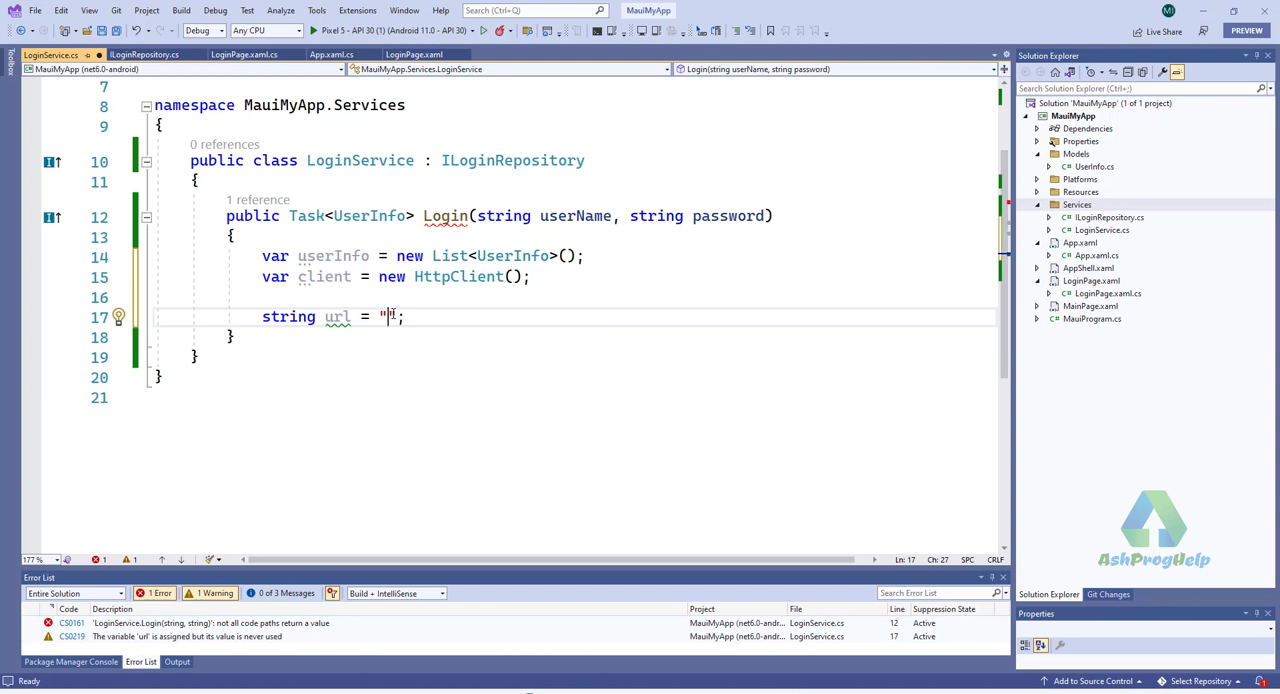 File Edit View Git Project Build Debug Test Analyze Tools Extensions Window Help Search (Ctrl+Q) MauiMyApp MI
Debug Any CPU Pixel 5 - API 30 (1) (Android 11.0 - API 30) Live Share PREVIEW
Toolbox
LoginService.cs ILoginRepository.cs LoginPage.xaml.cs App.xaml.cs LoginPage.xaml
MauiMyApp (net6.0-android) MauiMyApp.Services.LoginService Login(string userName, string password)
7
8 namespace MauiMyApp.Services
9 {
0 references
10 public class LoginService : ILoginRepository
11 {
1 reference
12 public Task<UserInfo> Login(string userName, string password)
13 {
14 var userInfo = new List<UserInfo>();
15 var client = new HttpClient();
16
17 string url = "";
18 }
19 }
20 }
21
177 % 1 1 Ln: 17 Ch: 27 SPC CRLF
Error List
Entire Solution 1 Error 1 Warning 0 of 3 Messages Build + IntelliSense Search Error List
Code Description Project File Line Suppression State
CS0161 'LoginService.Login(string, string)': not all code paths return a value MauiMyApp (net6.0-andr... LoginService.cs 12 Active
CS0219 The variable 'url' is assigned but its value is never used MauiMyApp (net6.0-andr... LoginService.cs 17 Active
Package Manager Console Error List Output
Solution Explorer
Search Solution Explorer (Ctrl+;)
Solution 'MauiMyApp' (1 of 1 project)
MauiMyApp
Dependencies
Properties
Models
UserInfo.cs
Platforms
Resources
Services
ILoginRepository.cs
LoginService.cs
App.xaml
App.xaml.cs
AppShell.xaml
LoginPage.xaml
LoginPage.xaml.cs
MainPage.xaml
MauiProgram.cs
AshProgHelp
Solution Explorer Git Changes
Properties
Ready Add to Source Control Select Repository 1